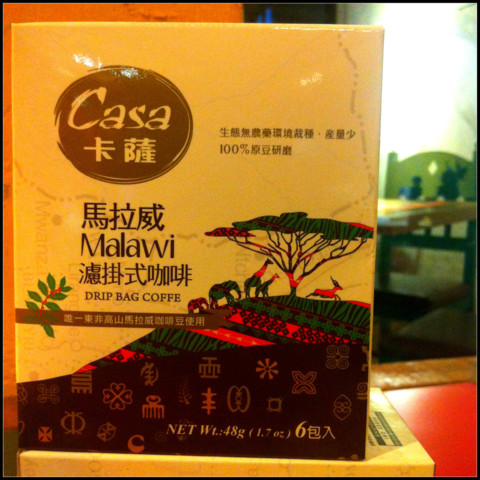 Casa
卡薩
生態無農藥環境栽種、產量少
100%原豆研磨
馬拉威
Malawi
濾掛式咖啡
DRIP BAG COFFE
唯一東非高山馬拉威咖啡豆使用
NET Wt.:48g ( 1.7 oz ) 6包入